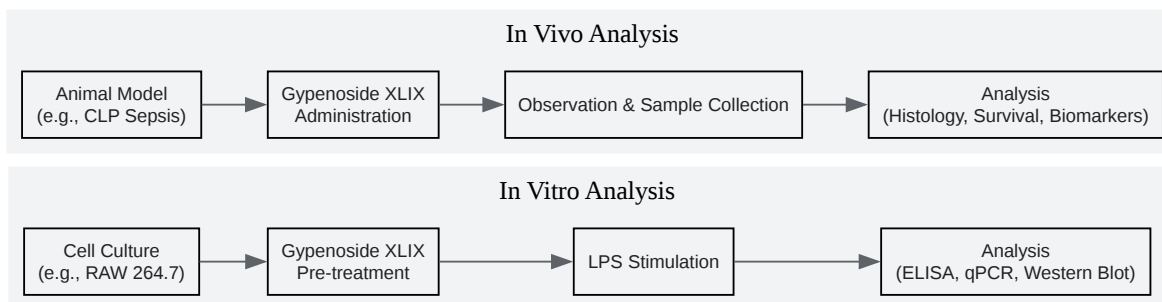 In Vivo Analysis
Animal Model
(e.g., CLP Sepsis)
Gypenoside XLIX
Administration
Observation & Sample Collection
Analysis
(Histology, Survival, Biomarkers)
In Vitro Analysis
Cell Culture
(e.g., RAW 264.7)
Gypenoside XLIX
Pre-treatment
LPS Stimulation
Analysis
(ELISA, qPCR, Western Blot)